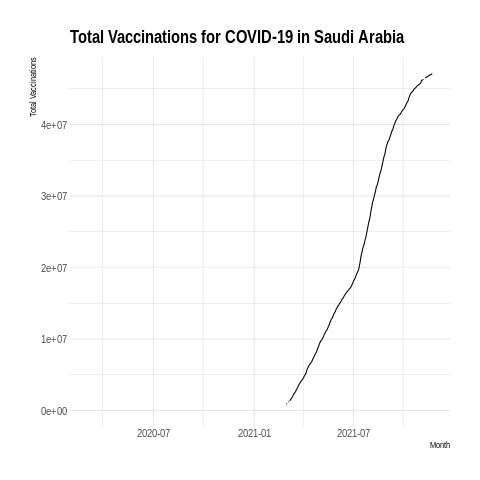 Total Vaccinations for COVID-19 in Saudi Arabia
Total Vaccinations
4e+07
3e+07
2e+07
1e+07
0e+00
2020-07
2021-01
2021-07
Month